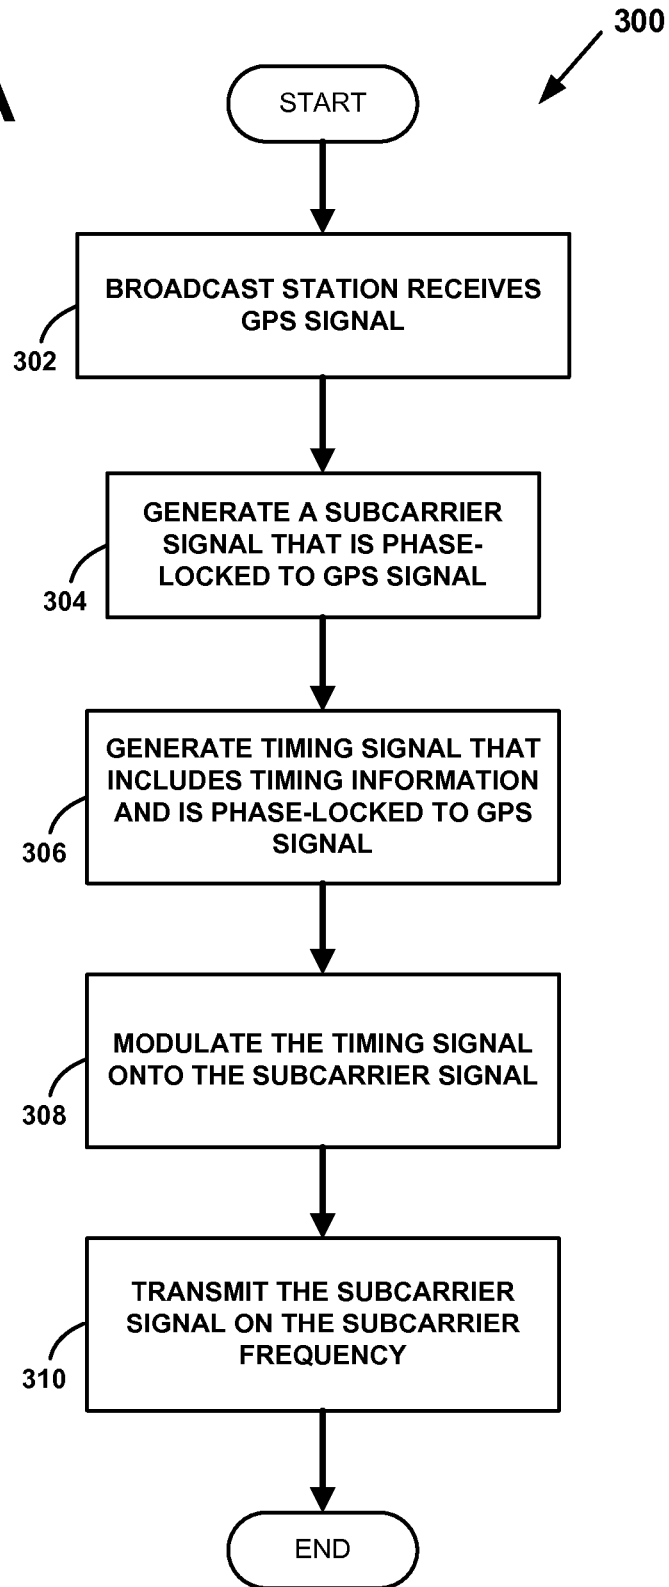 300
A
START
BROADCAST STATION RECEIVES
GPS SIGNAL
302
GENERATE A SUBCARRIER
SIGNAL THAT IS PHASE-
LOCKED TO GPS SIGNAL
304
GENERATE TIMING SIGNAL THAT
INCLUDES TIMING INFORMATION
AND IS PHASE-LOCKED TO GPS
SIGNAL
306
MODULATE THE TIMING SIGNAL
ONTO THE SUBCARRIER SIGNAL
308
TRANSMIT THE SUBCARRIER
SIGNAL ON THE SUBCARRIER
FREQUENCY
310
END